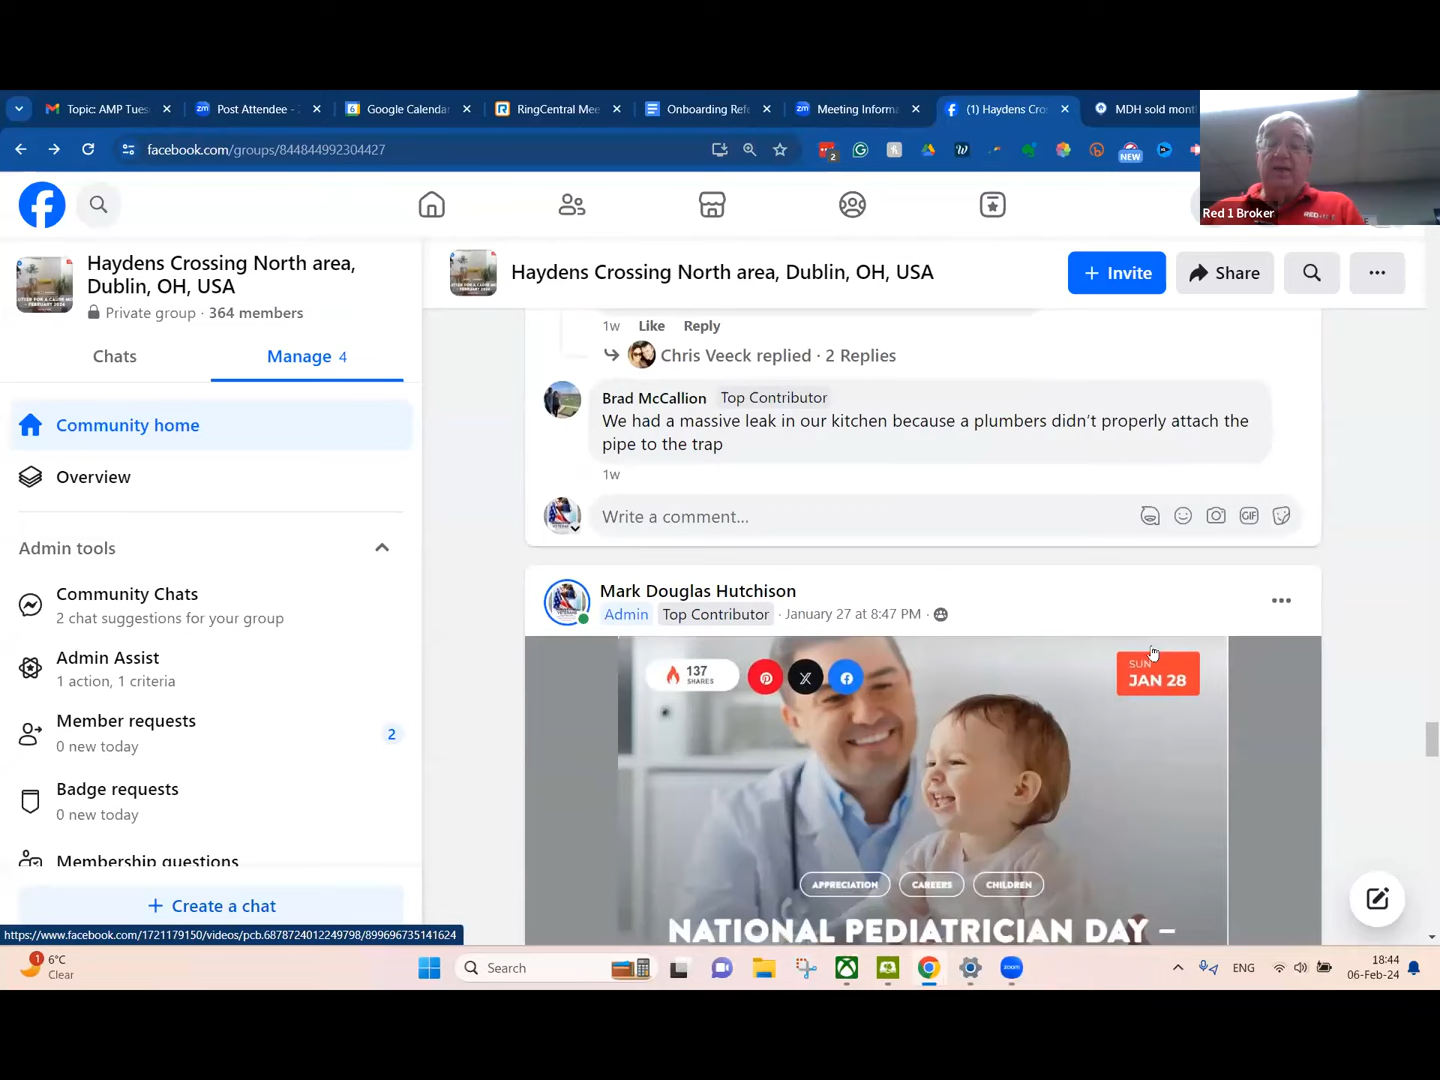 Topic: AMP Tues
Post Attendee -
Google Calenda
RingCentral Mee
Onboarding Refe
Meeting Informa
(1) Haydens Cro
MDH sold mont
facebook.com/groups/844844992304427
2
NEW
Red 1 Broker
Haydens Crossing North area,
Dublin, OH, USA
Private group · 364 members
Chats
Manage 4
Community home
Overview
Admin tools
Community Chats
2 chat suggestions for your group
Admin Assist
1 action, 1 criteria
Member requests
0 new today
2
Badge requests
0 new today
Membership questions
+ Create a chat
https://www.facebook.com/1721179150/videos/pcb.6878724012249798/899696735141624
Haydens Crossing North area, Dublin, OH, USA
+ Invite
Share
1w Like Reply
Chris Veeck replied · 2 Replies
Brad McCallion Top Contributor
We had a massive leak in our kitchen because a plumbers didn't properly attach the
pipe to the trap
1w
Write a comment...
GIF
Mark Douglas Hutchison
Admin Top Contributor · January 27 at 8:47 PM ·
137
SHARES
SUN
JAN 28
APPRECIATION
CAREERS
CHILDREN
NATIONAL PEDIATRICIAN DAY –
1
6°C
Clear
Search
zoom
ENG
18:44
06-Feb-24